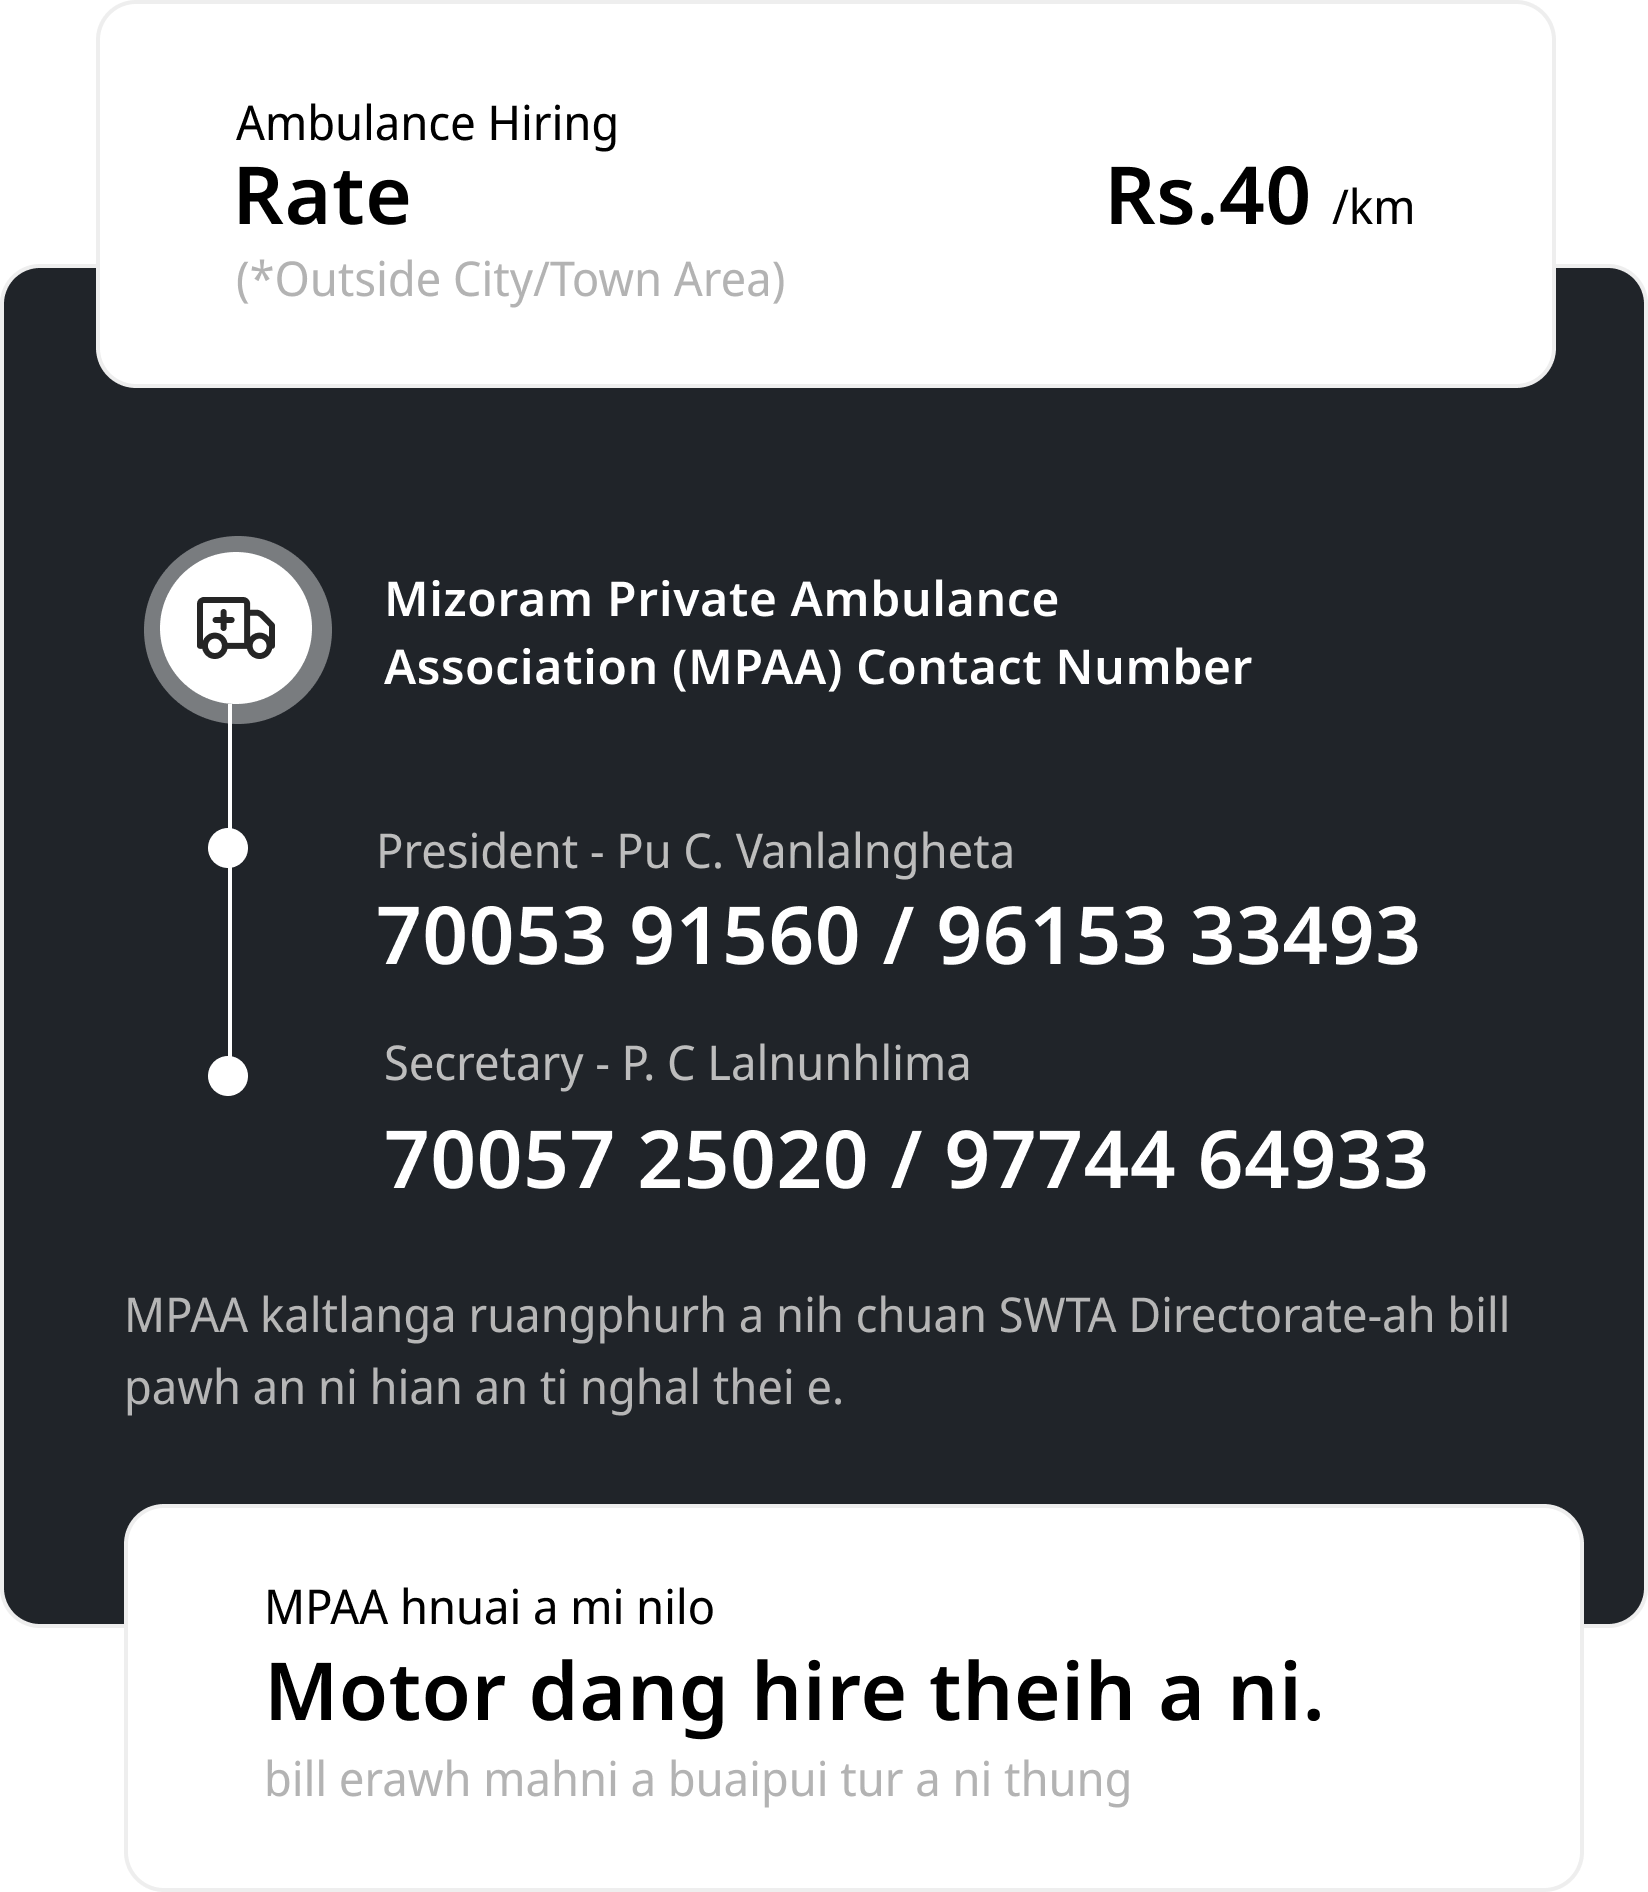 Ambulance Hiring
Rate
Rs.40 /km
(*Outside City/Town Area)
Mizoram Private Ambulance
Association (MPAA) Contact Number
President - Pu C. Vanlalngheta
70053 91560 / 96153 33493
Secretary - P. C Lalnunhlima
70057 25020 / 97744 64933
MPAA kaltlanga ruangphurh a nih chuan SWTA Directorate-ah bill
pawh an ni hian an ti nghal thei e.
MPAA hnuai a mi nilo
Motor dang hire theih a ni.
bill erawh mahni a buaipui tur a ni thung